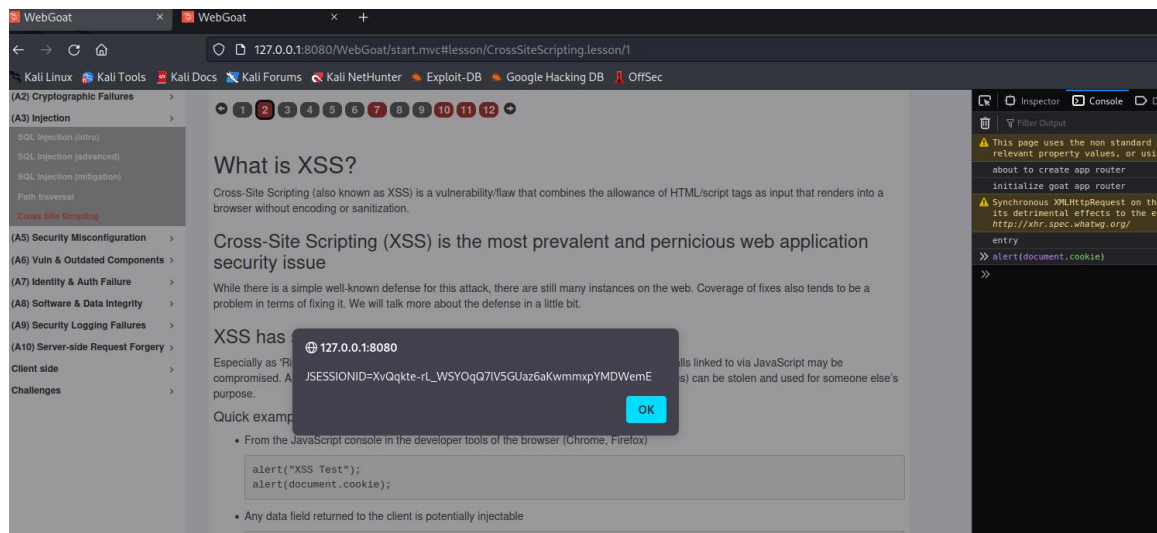 WebGoat
WebGoat
127.0.0.1:8080/WebGoat/start.mvc#lesson/CrossSiteScripting.lesson/1
Kali Linux Kali Tools Kali Docs Kali Forums Kali NetHunter Exploit-DB Google Hacking DB OffSec
(A2) Cryptographic Failures
(A3) Injection
SQL Injection (intro)
SQL Injection (advanced)
SQL Injection (mitigation)
Path traversal
Cross Site Scripting
(A5) Security Misconfiguration
(A6) Vuln & Outdated Components
(A7) Identity & Auth Failure
(A8) Software & Data Integrity
(A9) Security Logging Failures
(A10) Server-side Request Forgery
Client side
Challenges
1 2 3 4 5 6 7 8 9 10 11 12
What is XSS?
Cross-Site Scripting (also known as XSS) is a vulnerability/flaw that combines the allowance of HTML/script tags as input that renders into a
browser without encoding or sanitization.
Cross-Site Scripting (XSS) is the most prevalent and pernicious web application
security issue
While there is a simple well-known defense for this attack, there are still many instances on the web. Coverage of fixes also tends to be a
problem in terms of fixing it. We will talk more about the defense in a little bit.
XSS has
Especially as 'Ri
alls linked to via JavaScript may be
compromised. A
es) can be stolen and used for someone else's
purpose.
Quick examp
127.0.0.1:8080
JSESSIONID=XvQqkte-rL_WSYOqQ7lV5GUaz6aKwmmxpYMDWemE
OK
• From the JavaScript console in the developer tools of the browser (Chrome, Firefox)
alert("XSS Test");
alert(document.cookie);
• Any data field returned to the client is potentially injectable
Inspector Console
Filter Output
This page uses the non standard
relevant property values, or usi
about to create app router
initialize goat app router
Synchronous XMLHttpRequest on th
its detrimental effects to the e
http://xhr.spec.whatwg.org/
entry
alert(document.cookie)